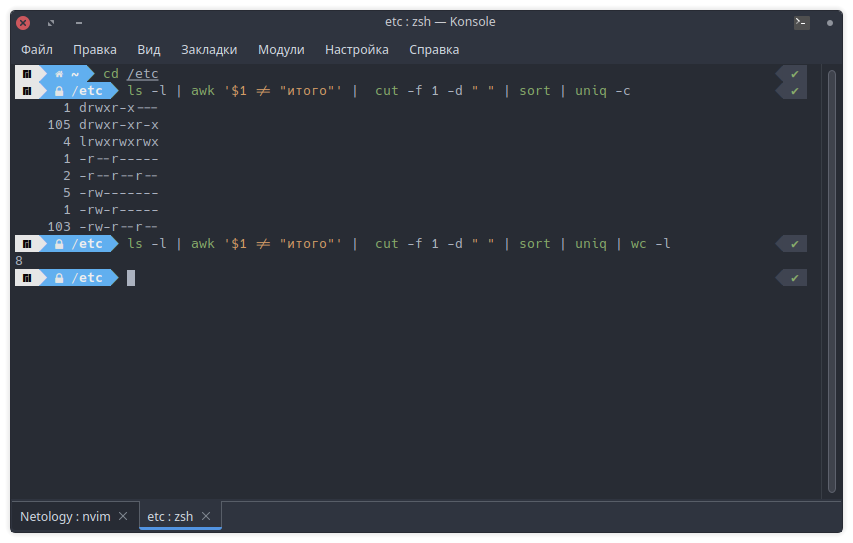 etc : zsh — Konsole
Файл Правка Вид Закладки Модули Настройка Справка
~ cd /etc ✔
/etc ls -l | awk '$1 != "итого"' |  cut -f 1 -d " " | sort | uniq -c ✔
1 drwxr-x---
105 drwxr-xr-x
4 lrwxrwxrwx
1 -r--r-----
2 -r--r--r--
5 -rw-------
1 -rw-r-----
103 -rw-r--r--
/etc ls -l | awk '$1 != "итого"' |  cut -f 1 -d " " | sort | uniq | wc -l ✔
8
/etc ✔
Netology : nvim etc : zsh